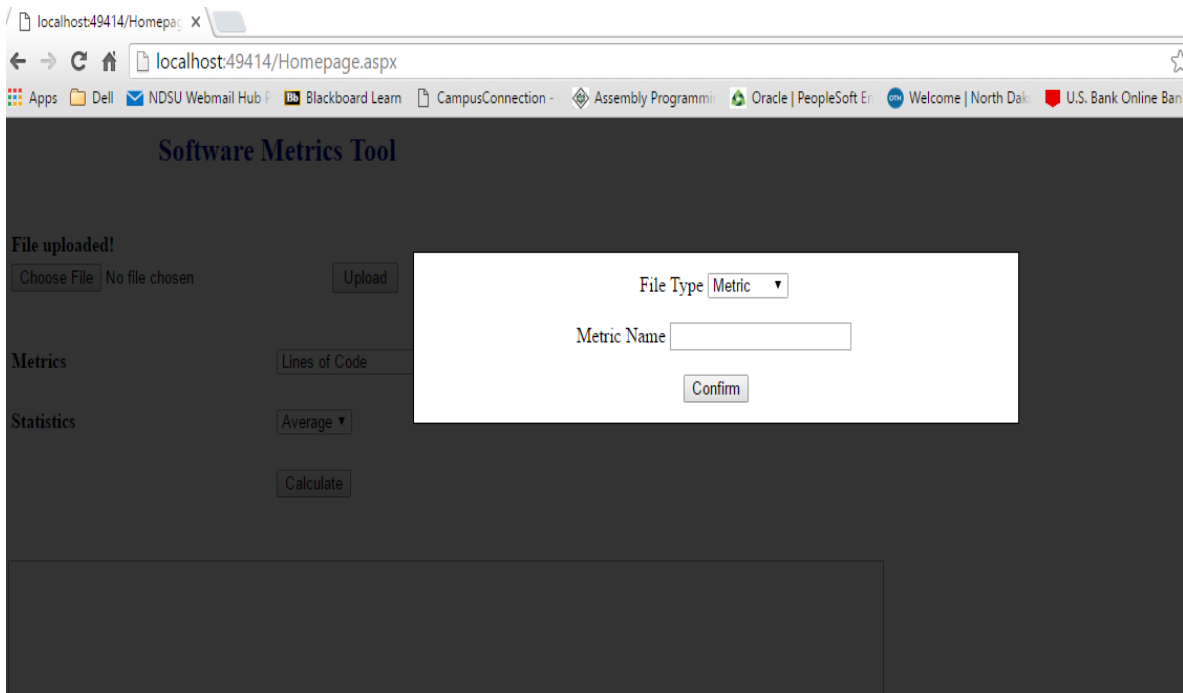 localhost:49414/Homepag
localhost:49414/Homepage.aspx
Apps Dell NDSU Webmail Hub Blackboard Learn CampusConnection - Assembly Programmin Oracle | PeopleSoft En Welcome | North Dak U.S. Bank Online Ban
Software Metrics Tool
File uploaded!
Choose File No file chosen Upload
File Type Metric
Metric Name
Confirm
Metrics Lines of Code
Statistics Average
Calculate